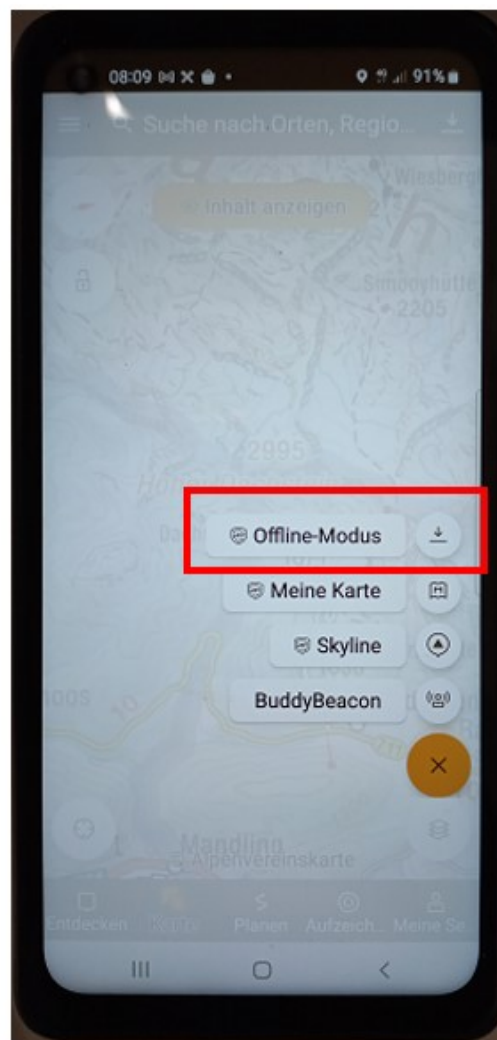 08:09
91%
Suche nach Orten, Regio...
Wiesberg
Inhalt anzeigen
Simonyhütte
2205
2995
Offline-Modus
Meine Karte
Skyline
BuddyBeacon
Mandling
Alpenvereinskarte
Entdecken Karte Planen Aufzeich... Meine Se...